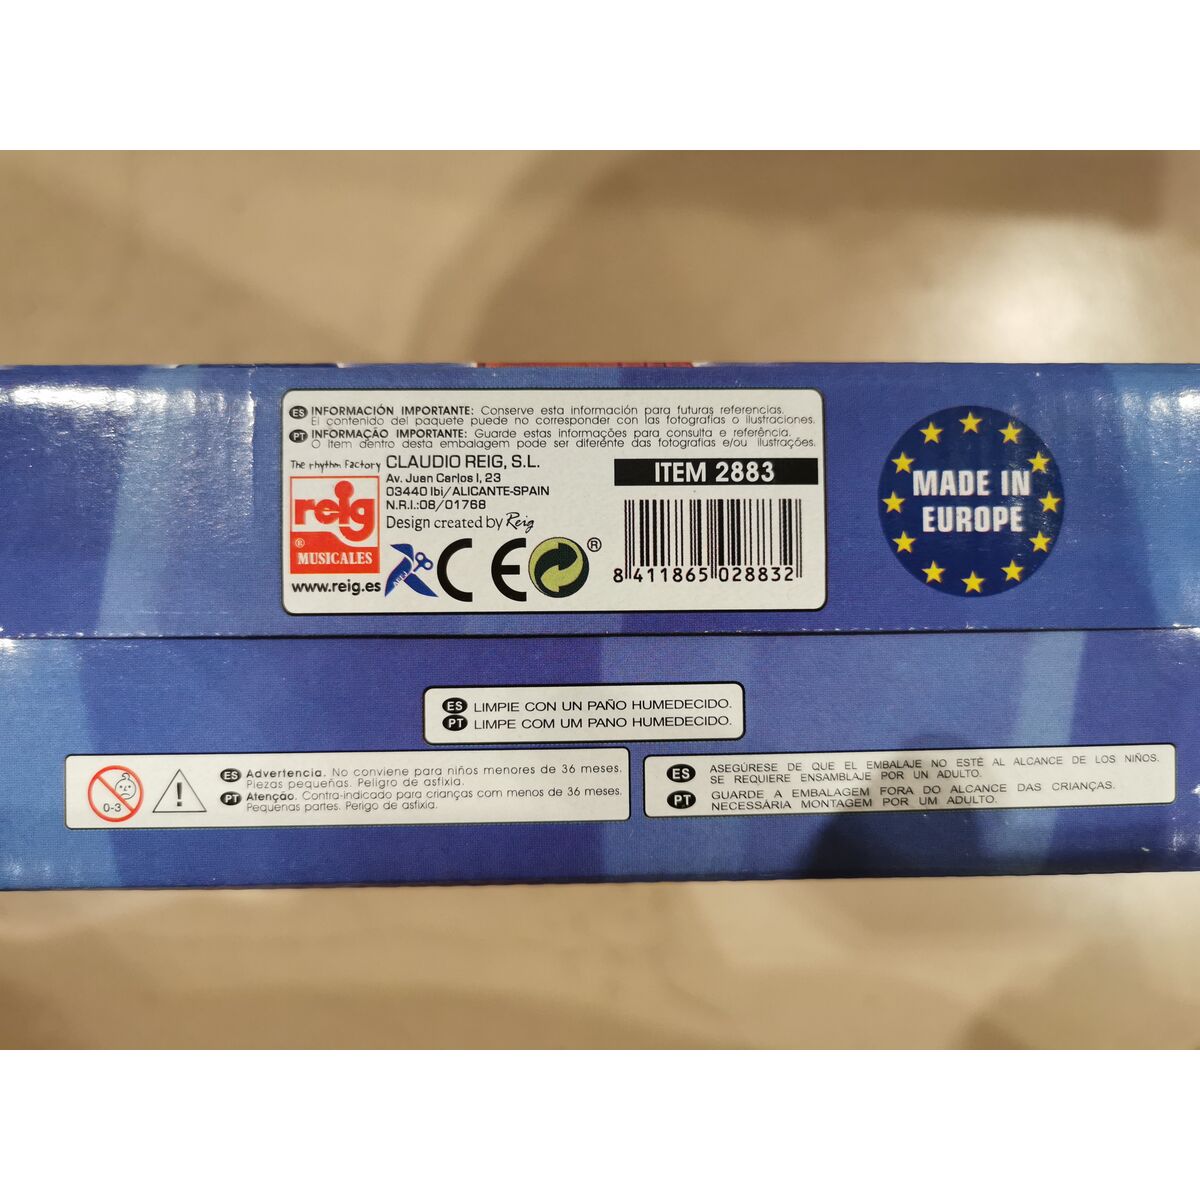 ES INFORMACIÓN IMPORTANTE: Conserve esta información para futuras referencias.
El contenido del paquete puede no corresponder con las fotografías o ilustraciones.
PT INFORMAÇÃO IMPORTANTE: Guarde estas informações para consulta e referência.
O ítem dentro desta embalagem pode ser diferente das fotografias e/ou ilustrações.
The rhythm factory
reig
®
MUSICALES
www.reig.es
CLAUDIO REIG, S.L.
Av. Juan Carlos I, 23
03440 Ibi/ALICANTE-SPAIN
N.R.I.:08/01768
Design created by Reig
AEFJ
CE
®
ITEM 2883
8 411865 028832
MADE IN
EUROPE
ES LIMPIE CON UN PAÑO HUMEDECIDO.
PT LIMPE COM UM PANO HUMEDECIDO.
0-3
!
ES Advertencia. No conviene para niños menores de 36 meses.
Piezas pequeñas. Peligro de asfixia.
PT Atenção. Contra-indicado para crianças com menos de 36 meses.
Pequenas partes. Perigo de asfixia.
ES ASEGÚRESE DE QUE EL EMBALAJE NO ESTÉ AL ALCANCE DE LOS NIÑOS.
SE REQUIERE ENSAMBLAJE POR UN ADULTO.
PT GUARDE A EMBALAGEM FORA DO ALCANCE DAS CRIANÇAS.
NECESSÁRIA MONTAGEM POR UM ADULTO.